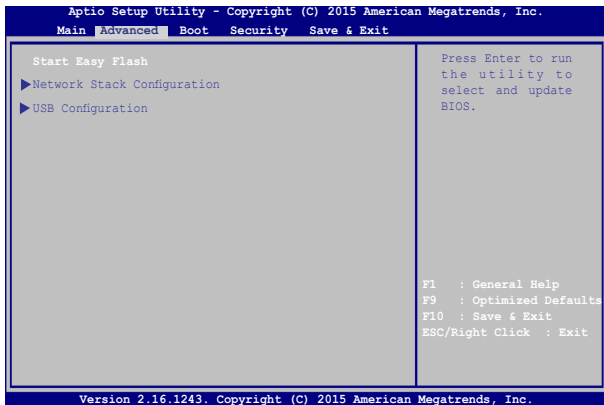 Aptio Setup Utility - Copyright (C) 2015 American Megatrends, Inc.
Main Advanced Boot Security Save & Exit
Start Easy Flash
Network Stack Configuration
USB Configuration
Press Enter to run
the utility to
select and update
BIOS.
F1 : General Help
F9 : Optimized Defaults
F10 : Save & Exit
ESC/Right Click : Exit
Version 2.16.1243. Copyright (C) 2015 American Megatrends, Inc.